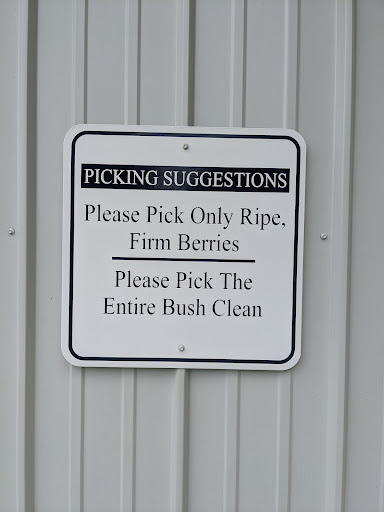 PICKING SUGGESTIONS
Please Pick Only Ripe,
Firm Berries
Please Pick The
Entire Bush Clean